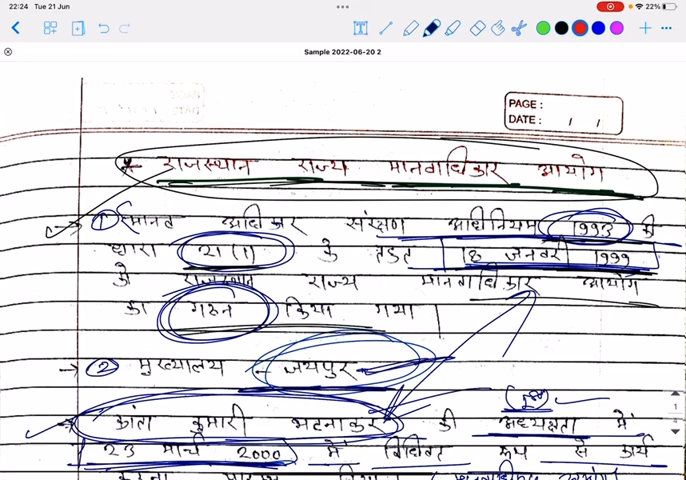 22:24 Tue 21 Jun
22%
Sample 2022-06-20 2
PAGE :
DATE : / /
* राजस्थान राज्य मानवाधिकार आयोग
→ ① मानव अधिकार संरक्षण अधिनियम 1993 की
धारा 21 (1) के तहत 18 जनवरी 1999
को राजस्थान राज्य मानवाधिकार आयोग
का गठन किया गया |
→ ② मुख्यालय - जयपुर
→ कांता कुमारी भटनागर की अध्यक्षता में
23 मार्च 2000 में विधिवत रूप से कार्य
करना